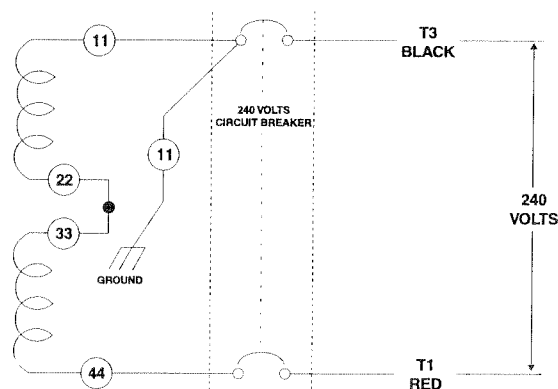 11
T3
BLACK
240 VOLTS
CIRCUIT BREAKER
11
22
240
VOLTS
33
GROUND
44
T1
RED